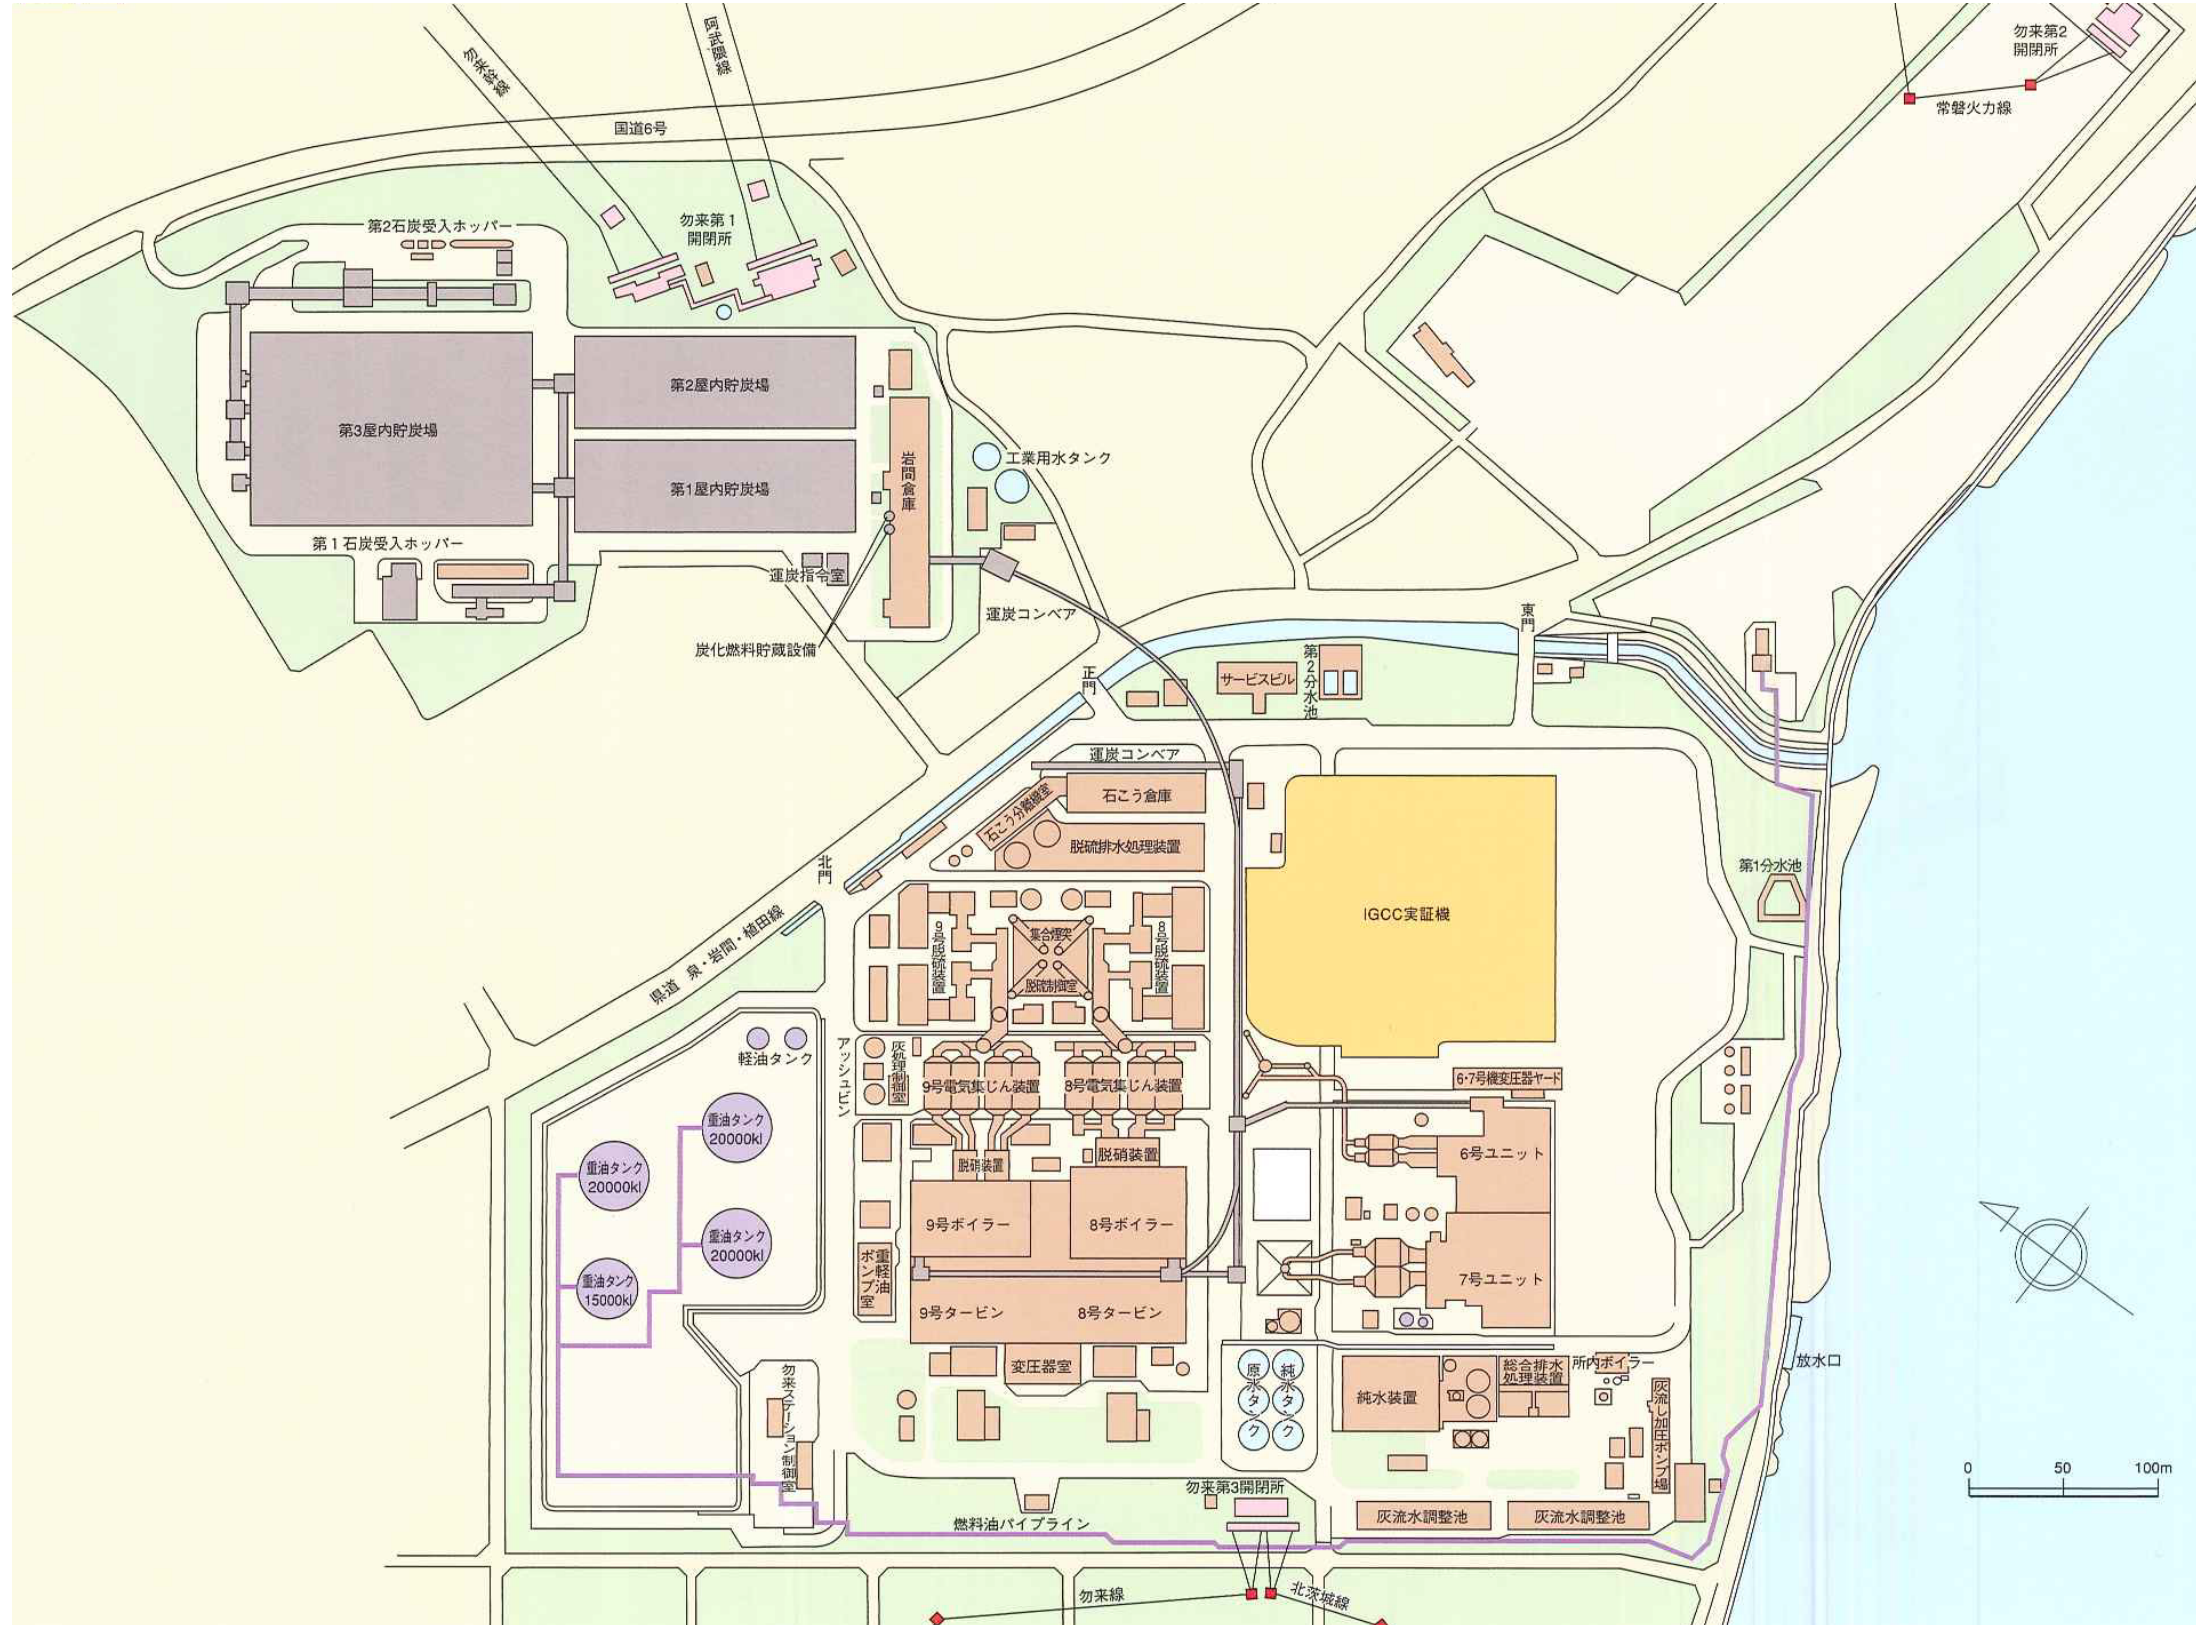 勿来幹線
阿武隈線
勿来第2
開閉所
常磐火力線
国道6号
第2石炭受入ホッパー
勿来第1
開閉所
第2屋内貯炭場
第3屋内貯炭場
第1屋内貯炭場
岩間倉庫
工業用水タンク
第1石炭受入ホッパー
運炭指令室
運炭コンベア
炭化燃料貯蔵設備
東門
正門
サービスビル
第2分水池
運炭コンベア
石こう倉庫
石こう分離機室
脱硫排水処理装置
北門
第1分水池
IGCC実証機
県道 泉・岩間・植田線
9号脱硫装置
集合煙突
脱硫制御室
8号脱硫装置
軽油タンク
アッシュビン
灰処理制御室
9号電気集じん装置
8号電気集じん装置
6・7号機変圧器ヤード
重油タンク
20000kl
重油タンク
20000kl
重油タンク
20000kl
重油タンク
15000kl
脱硝装置
脱硝装置
6号ユニット
9号ボイラー
8号ボイラー
重軽油
ポンプ室
7号ユニット
9号タービン
8号タービン
変圧器室
勿来ステーション制御室
原水タンク
純水タンク
純水装置
総合排水
処理装置
所内ボイラー
放水口
灰流し加圧ポンプ場
勿来第3開閉所
燃料油パイプライン
灰流水調整池
灰流水調整池
0
50
100m
勿来線
北茨城線